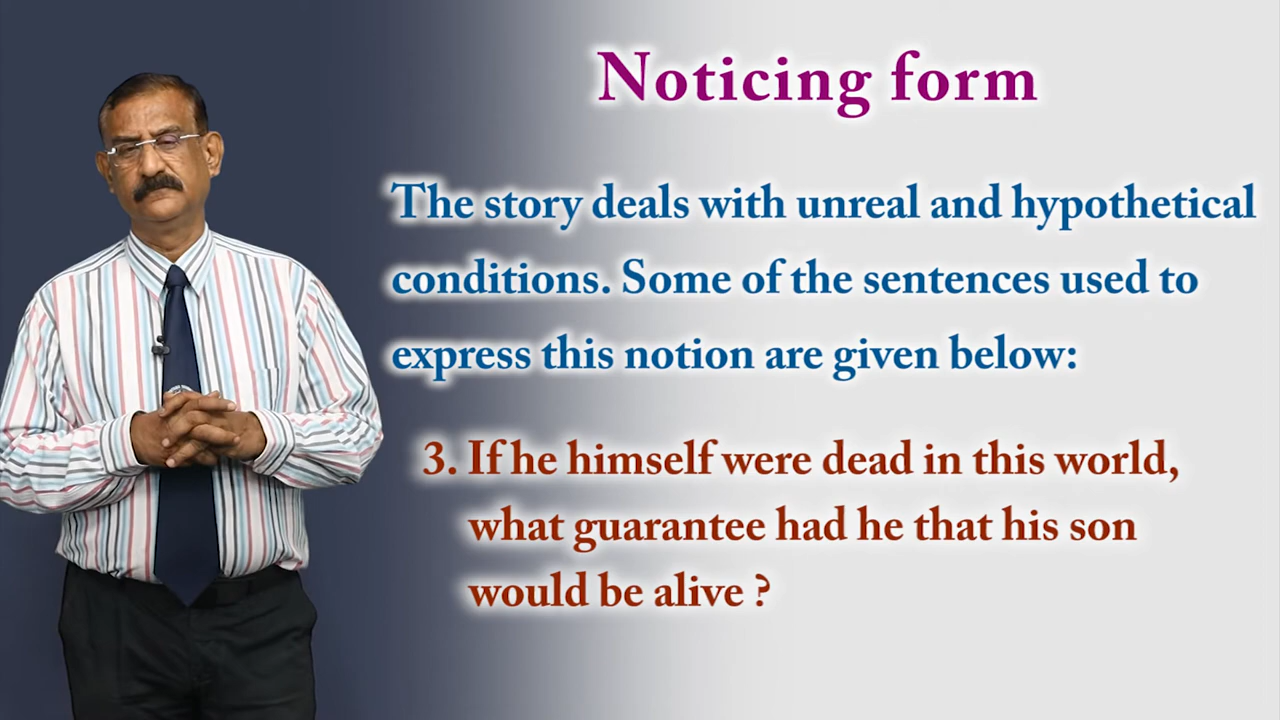 Noticing form
The story deals with unreal and hypothetical
conditions. Some of the sentences used to
express this notion are given below:
3. If he himself were dead in this world,
what guarantee had he that his son
would be alive ?